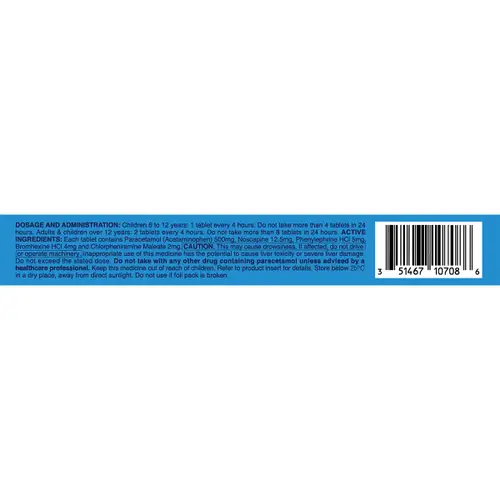 DOSAGE AND ADMINISTRATION: Children 6 to 12 years: 1 tablet every 4 hours. Do not take more than 4 tablets in 24
hours. Adults & children over 12 years: 2 tablets every 4 hours. Do not take more than 8 tablets in 24 hours. ACTIVE
INGREDIENTS: Each tablet contains Paracetamol (Acetaminophen) 500mg, Noscapine 12.5mg, Phenylephrine HCl 5mg,
Bromhexine HCl 4mg and Chlorpheniramine Maleate 2mg. CAUTION: This may cause drowsiness. If affected, do not drive
or operate machinery. Inappropriate use of this medicine has the potential to cause liver toxicity or severe liver damage.
Do not exceed the stated dose. Do not take with any other drug containing paracetamol unless advised by a
healthcare professional. Keep this medicine out of reach of children. Refer to product insert for details. Store below 25°C
in a dry place, away from direct sunlight. Do not use if foil pack is broken.
3 51467 10708 6